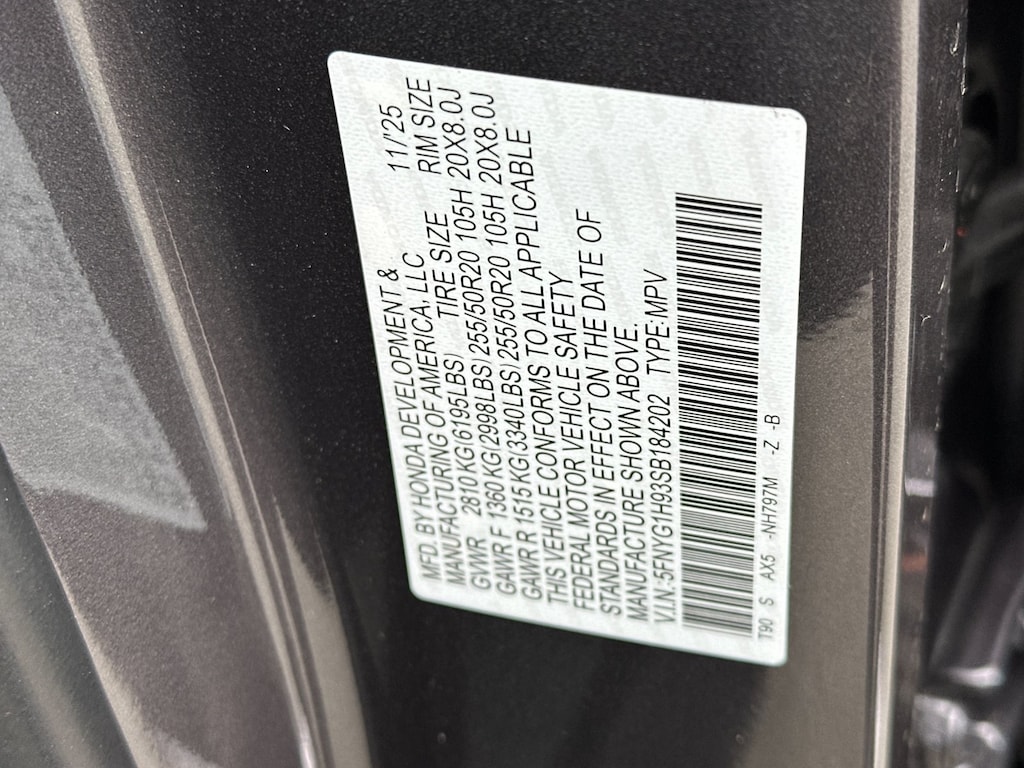 MFD. BY HONDA DEVELOPMENT & 11/'25
MANUFACTURING OF AMERICA, LLC
GVWR 2810 KG(6195LBS) TIRE SIZE RIM SIZE
GAWR F 1360 KG(2998LBS) 255/50R20 105H 20X8.0J
GAWR R 1515 KG(3340LBS) 255/50R20 105H 20X8.0J
THIS VEHICLE CONFORMS TO ALL APPLICABLE
FEDERAL MOTOR VEHICLE SAFETY
STANDARDS IN EFFECT ON THE DATE OF
MANUFACTURE SHOWN ABOVE.
V.I.N.:5FNYG1H93SB184202 TYPE:MPV
T90 S AX5 -NH797M -Z -B